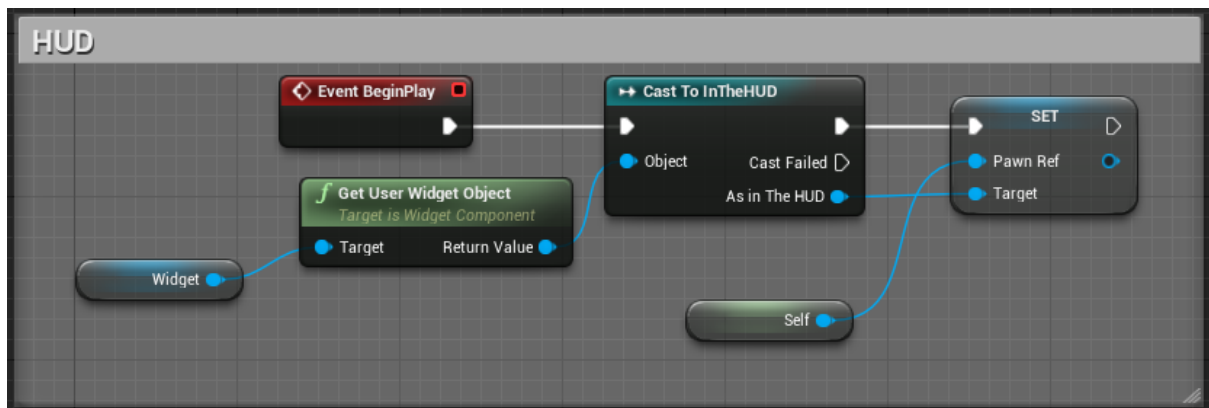 HUD
Event BeginPlay
Cast To InTheHUD
SET
Object
Cast Failed
Pawn Ref
As in The HUD
Target
Get User Widget Object
Target is Widget Component
Target
Return Value
Widget
Self